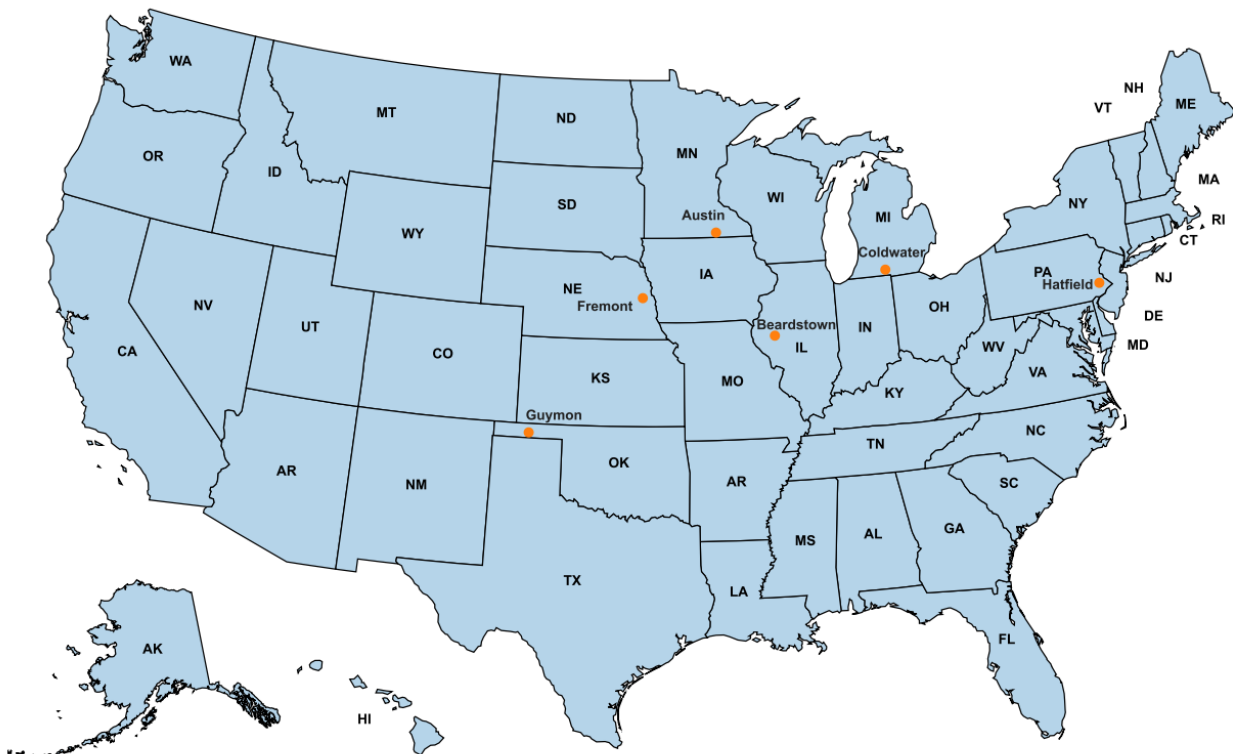 NH
WA
VT
ME
MT
ND
OR
MN
ID
WI
MA
NY
MI
SD
Austin
RI
WY
CT
Coldwater
PA
IA
NJ
Hatfield
NE
Fremont
NV
OH
DE
Beardstown
UT
IN
MD
IL
WV
CO
CA
VA
KS
MO
KY
Guymon
NC
TN
OK
AR
NM
AR
SC
GA
AL
MS
TX
LA
FL
AK
HI